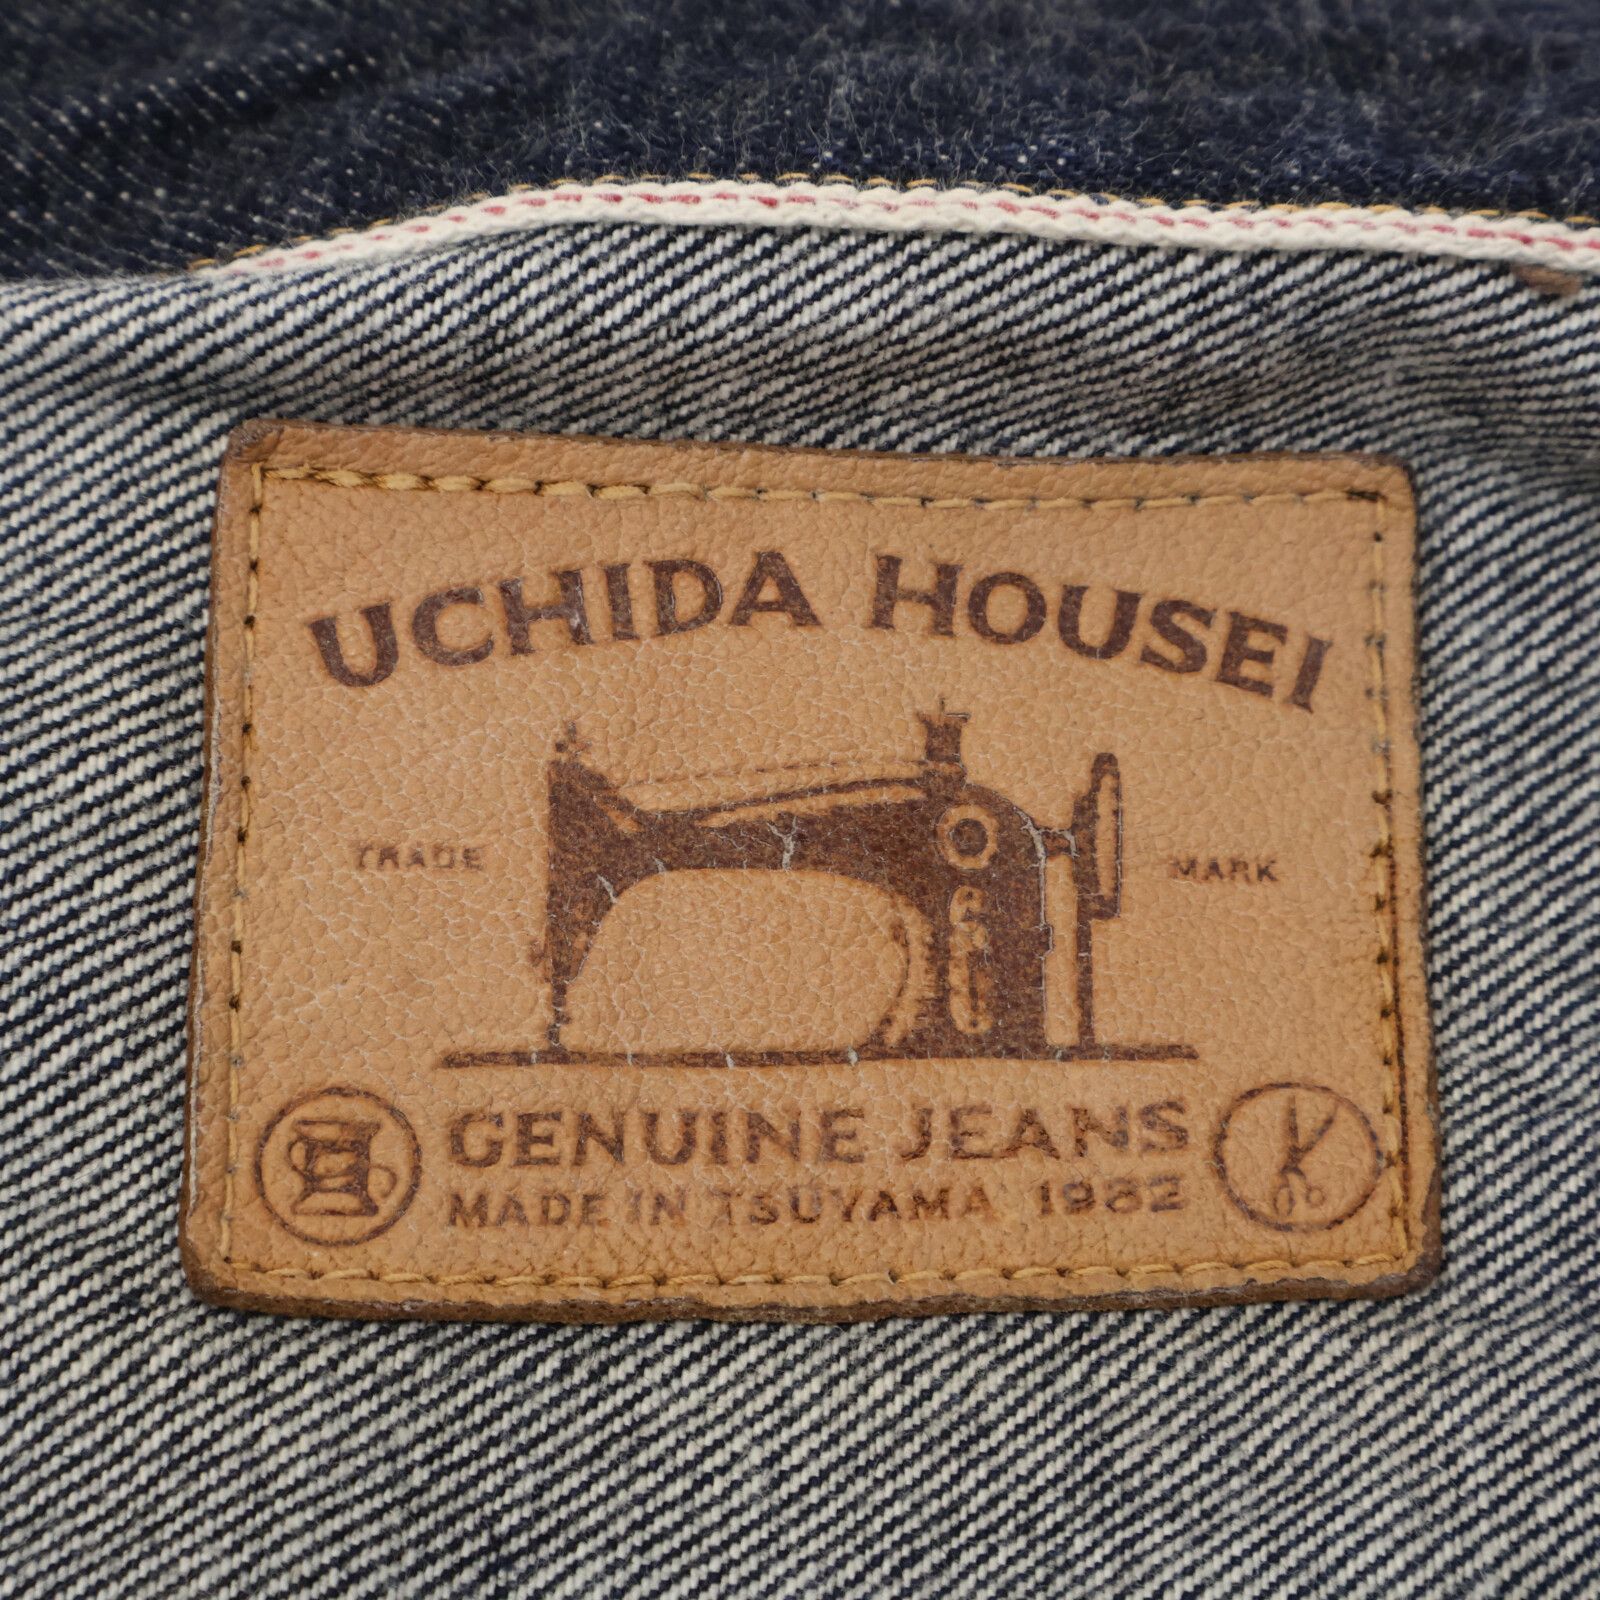 UCHIDA HOUSEI
TRADE MARK
GENUINE JEANS
MADE IN TSUYAMA 1982